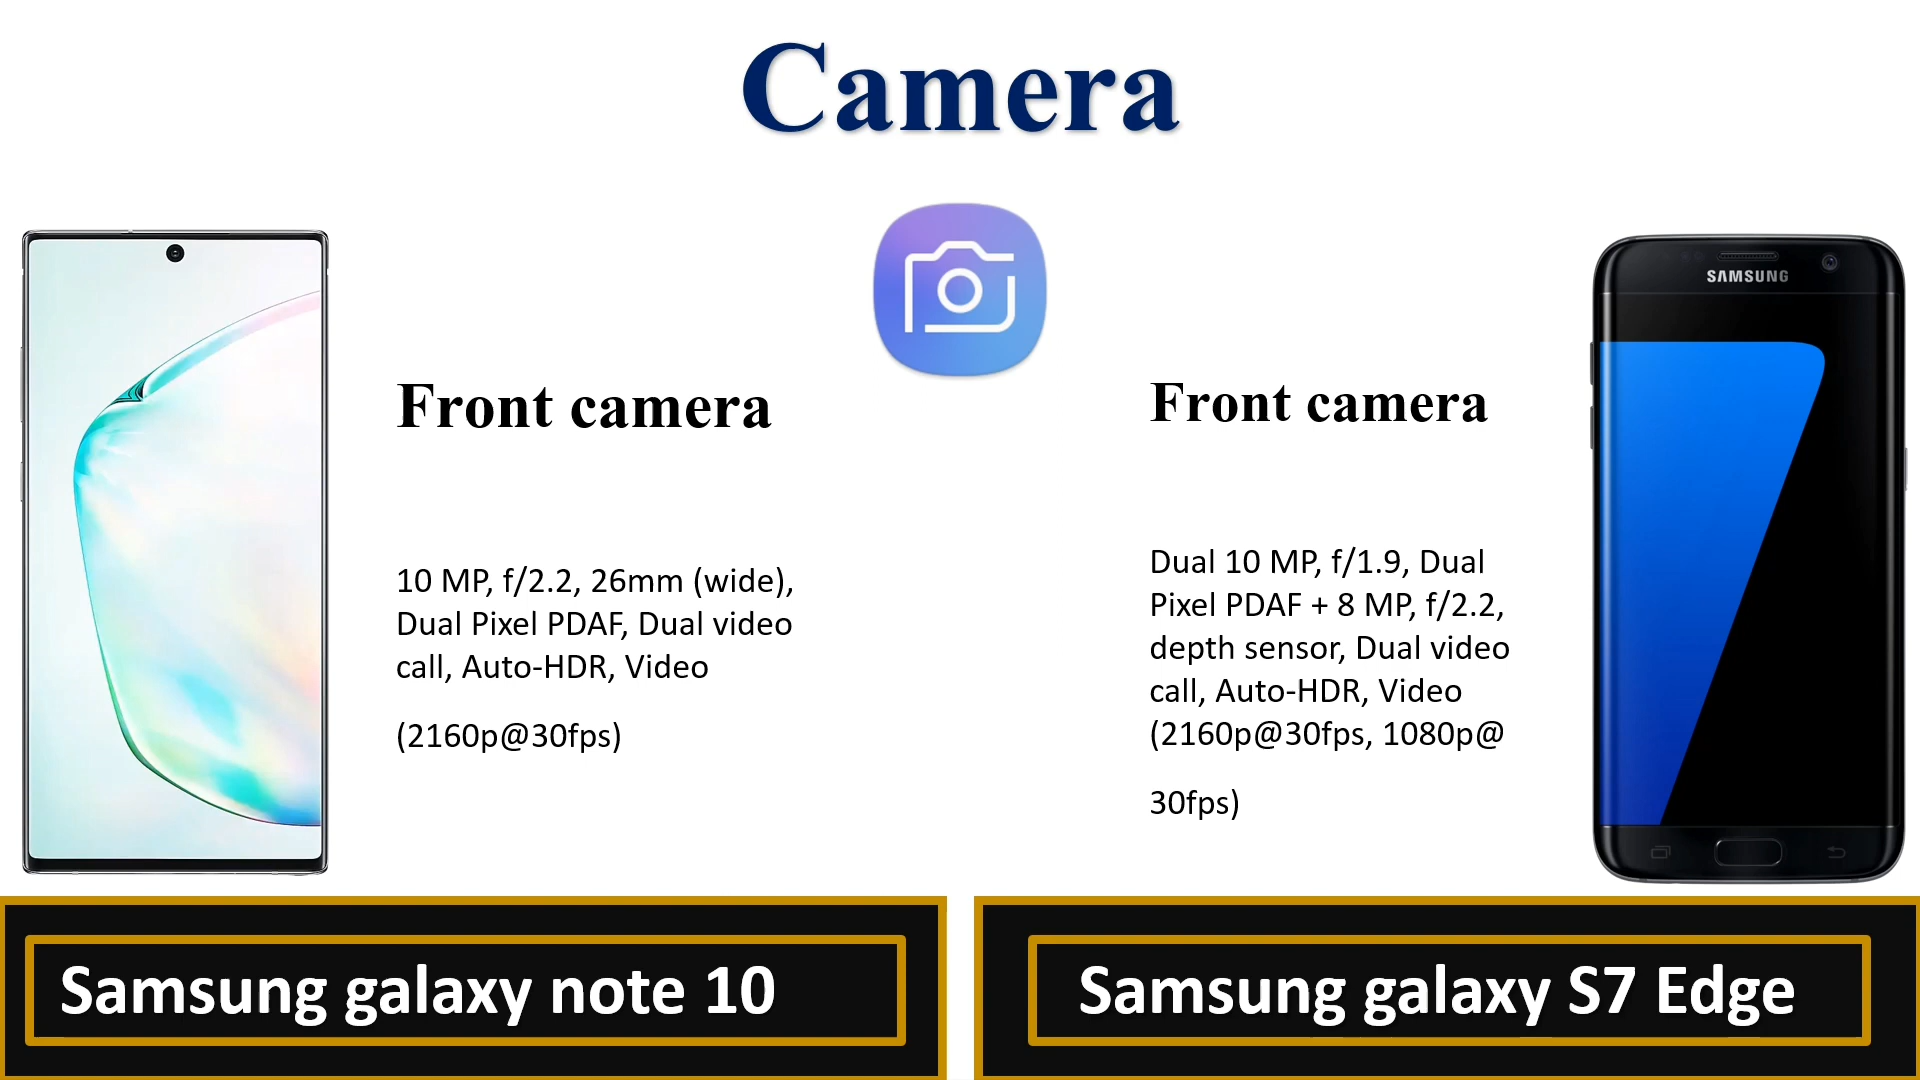 Camera
Front camera
10 MP, f/2.2, 26mm (wide),
Dual Pixel PDAF, Dual video
call, Auto-HDR, Video
(2160p@30fps)
Front camera
Dual 10 MP, f/1.9, Dual
Pixel PDAF + 8 MP, f/2.2,
depth sensor, Dual video
call, Auto-HDR, Video
(2160p@30fps, 1080p@
30fps)
SAMSUNG
Samsung galaxy note 10
Samsung galaxy S7 Edge